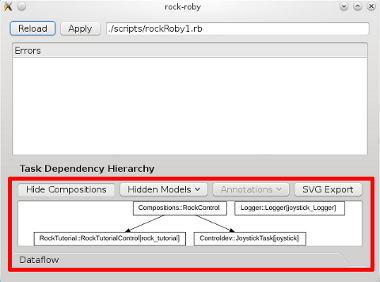 rock-roby
Reload Apply ./scripts/rockRoby1.rb
Errors
Task Dependency Hierarchy
Hide Compositions Hidden Models Annotations SVG Export
Compositions::RockControl Logger::Logger[joystick_Logger]
RockTutorial::RockTutorialControl[rock_tutorial] Controldev::JoystickTask[joystick]
Dataflow